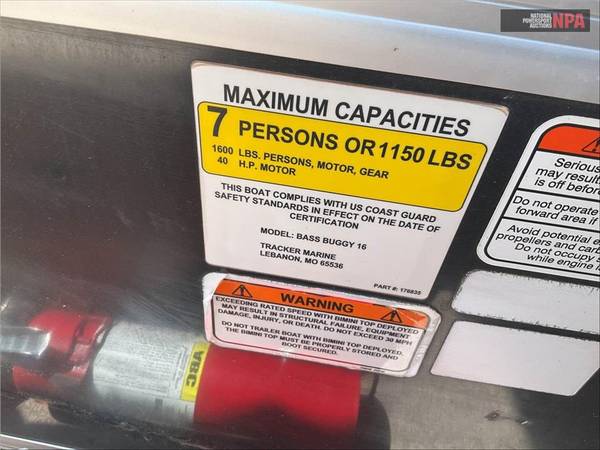 NATIONAL
POWERSPORT
AUCTIONS
NPA
MAXIMUM CAPACITIES
7 PERSONS OR 1150 LBS
1600 LBS. PERSONS, MOTOR, GEAR
40 H.P. MOTOR
THIS BOAT COMPLIES WITH US COAST GUARD
SAFETY STANDARDS IN EFFECT ON THE DATE OF
CERTIFICATION
MODEL: BASS BUGGY 16
TRACKER MARINE
LEBANON, MO 65536
PART #: 176835
WARNING
EXCEEDING RATED SPEED WITH BIMINI TOP DEPLOYED
MAY RESULT IN STRUCTURAL FAILURE, EQUIPMENT
DAMAGE, INJURY, OR DEATH. DO NOT EXCEED 30 MPH
DO NOT TRAILER BOAT WITH BIMINI TOP DEPLOYED.
THE BIMINI TOP MUST BE PROPERLY STORED AND
BOOT SECURED.
Serious
may result
is off before
Do not operate
forward area if
Avoid potential
propellers and
Do not occupy
while engine
ABC